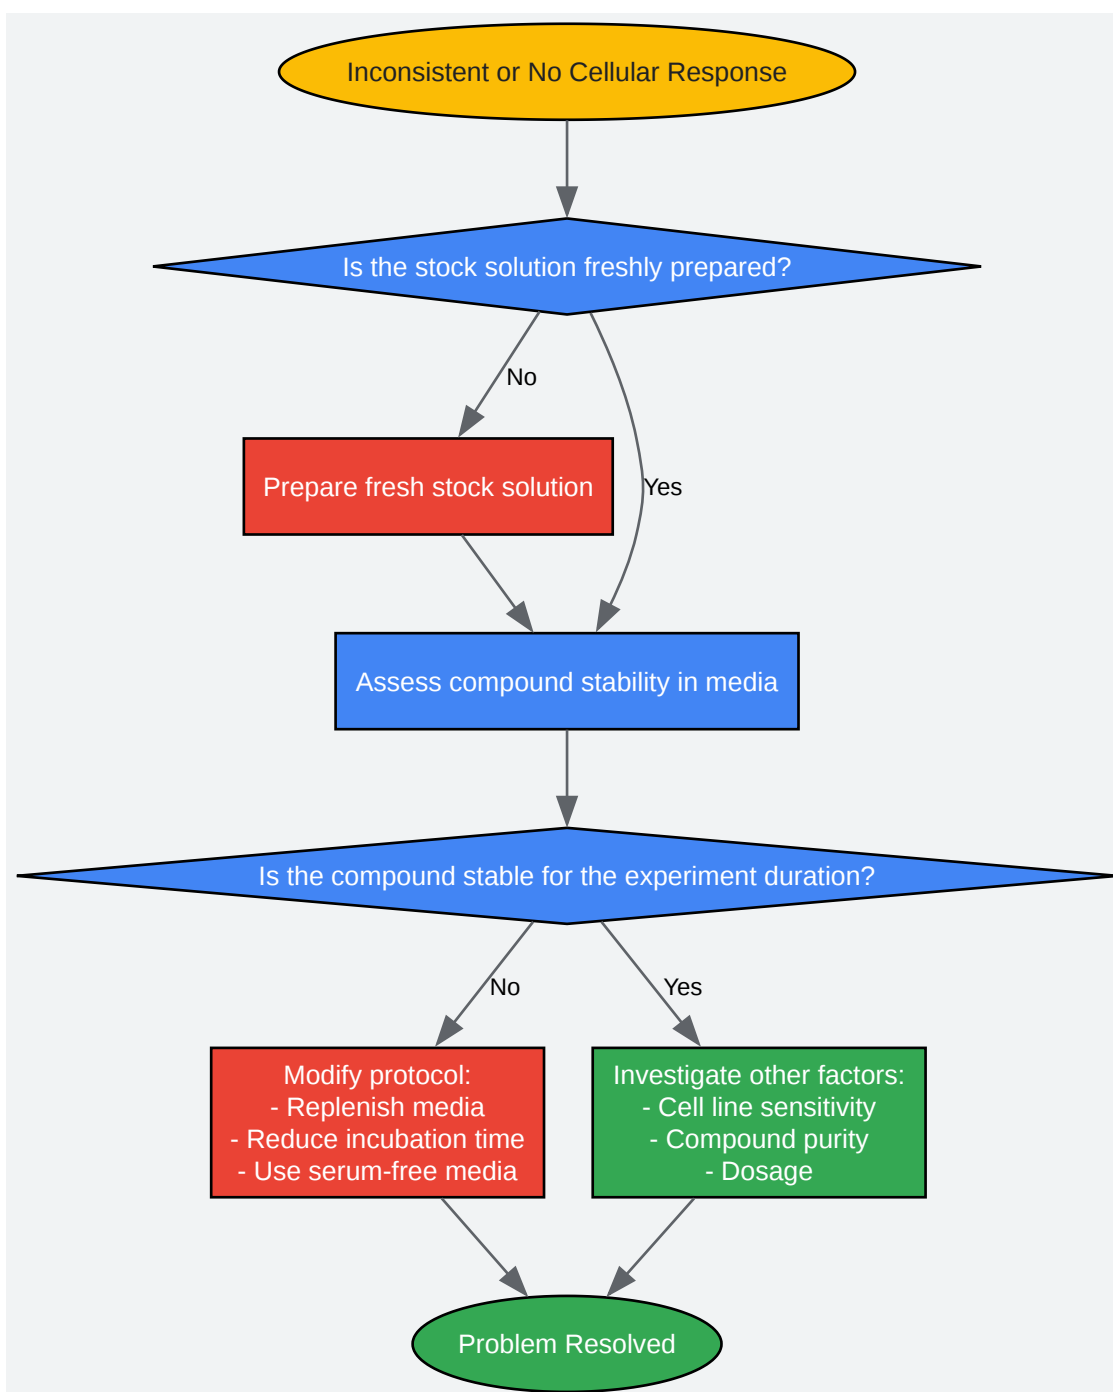 Inconsistent or No Cellular Response
Is the stock solution freshly prepared?
No
Prepare fresh stock solution
Yes
Assess compound stability in media
Is the compound stable for the experiment duration?
No
Yes
Modify protocol:
- Replenish media
- Reduce incubation time
- Use serum-free media
Investigate other factors:
- Cell line sensitivity
- Compound purity
- Dosage
Problem Resolved